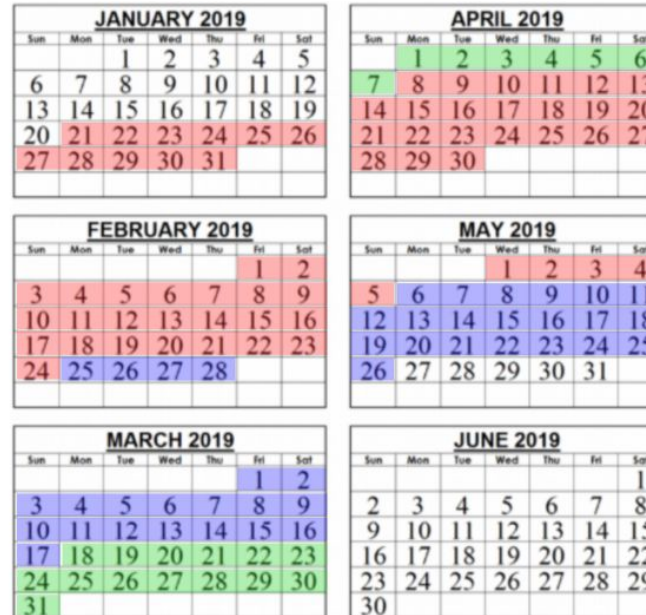 JANUARY 2019
Sun Mon Tue Wed Thu Fri Sat
1 2 3 4 5
6 7 8 9 10 11 12
13 14 15 16 17 18 19
20 21 22 23 24 25 26
27 28 29 30 31
FEBRUARY 2019
Sun Mon Tue Wed Thu Fri Sat
1 2
3 4 5 6 7 8 9
10 11 12 13 14 15 16
17 18 19 20 21 22 23
24 25 26 27 28
MARCH 2019
Sun Mon Tue Wed Thu Fri Sat
1 2
3 4 5 6 7 8 9
10 11 12 13 14 15 16
17 18 19 20 21 22 23
24 25 26 27 28 29 30
31
APRIL 2019
Sun Mon Tue Wed Thu Fri
1 2 3 4 5 6
7 8 9 10 11 12 13
14 15 16 17 18 19 20
21 22 23 24 25 26 27
28 29 30
MAY 2019
Sun Mon Tue Wed Thu Fri
1 2 3 4
5 6 7 8 9 10 11
12 13 14 15 16 17 18
19 20 21 22 23 24 25
26 27 28 29 30 31
JUNE 2019
Sun Mon Tue Wed Thu Fri
1
2 3 4 5 6 7 8
9 10 11 12 13 14 15
16 17 18 19 20 21 22
23 24 25 26 27 28 29
30